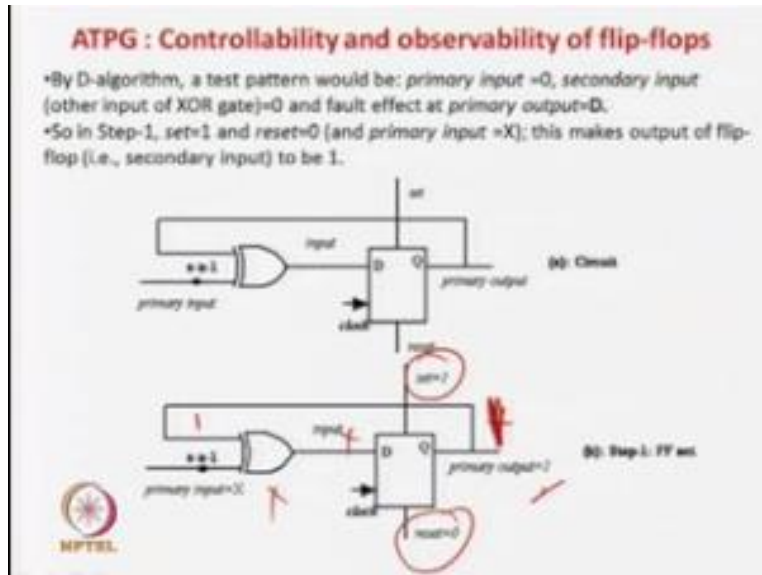 ATPG : Controllability and observability of flip-flops
•By D-algorithm, a test pattern would be: primary input =0, secondary input
(other input of XOR gate)=0 and fault effect at primary output=D.
•So in Step-1, set=1 and reset=0 (and primary input =X); this makes output of flip-
flop (i.e., secondary input) to be 1.
set
input
s-a-1
D
Q
(a): Circuit
primary input
primary output
clock
reset
set=1
1
input
s-a-1
D
Q
(b): Step-1: FF set
primary input=X
primary output=1
clock
reset=0
NPTEL